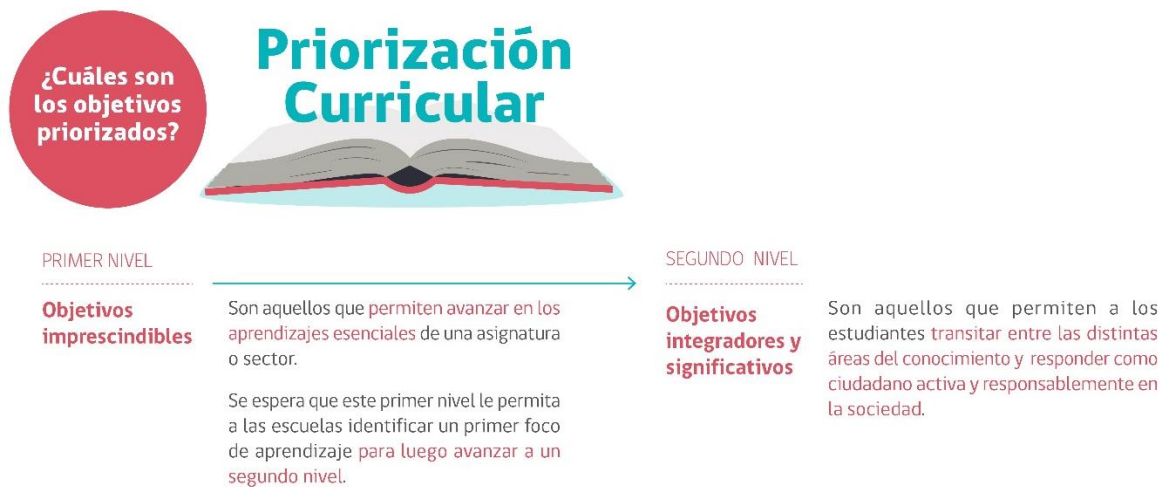 ¿Cuáles son
los objetivos
priorizados?
Priorización
Curricular
PRIMER NIVEL
Objetivos
imprescindibles
Son aquellos que permiten avanzar en los
aprendizajes esenciales de una asignatura
o sector.
Se espera que este primer nivel le permita
a las escuelas identificar un primer foco
de aprendizaje para luego avanzar a un
segundo nivel.
SEGUNDO NIVEL
Objetivos
integradores y
significativos
Son aquellos que permiten a los
estudiantes transitar entre las distintas
áreas del conocimiento y responder como
ciudadano activa y responsablemente en
la sociedad.